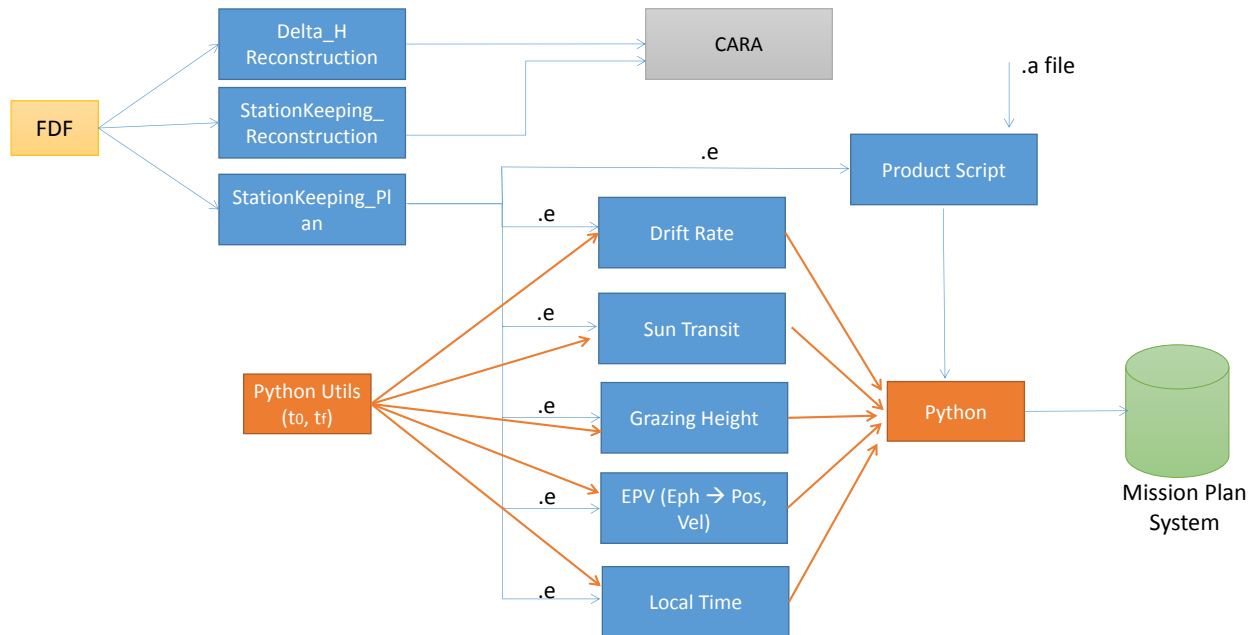 Delta_H
Reconstruction
CARA
.a file
FDF
StationKeeping_
Reconstruction
.e
Product Script
StationKeeping_Pl
an
.e
Drift Rate
.e
Sun Transit
Python Utils
(t0, tf)
.e
Grazing Height
Python
.e
EPV (Eph → Pos,
Vel)
Mission Plan
System
.e
Local Time